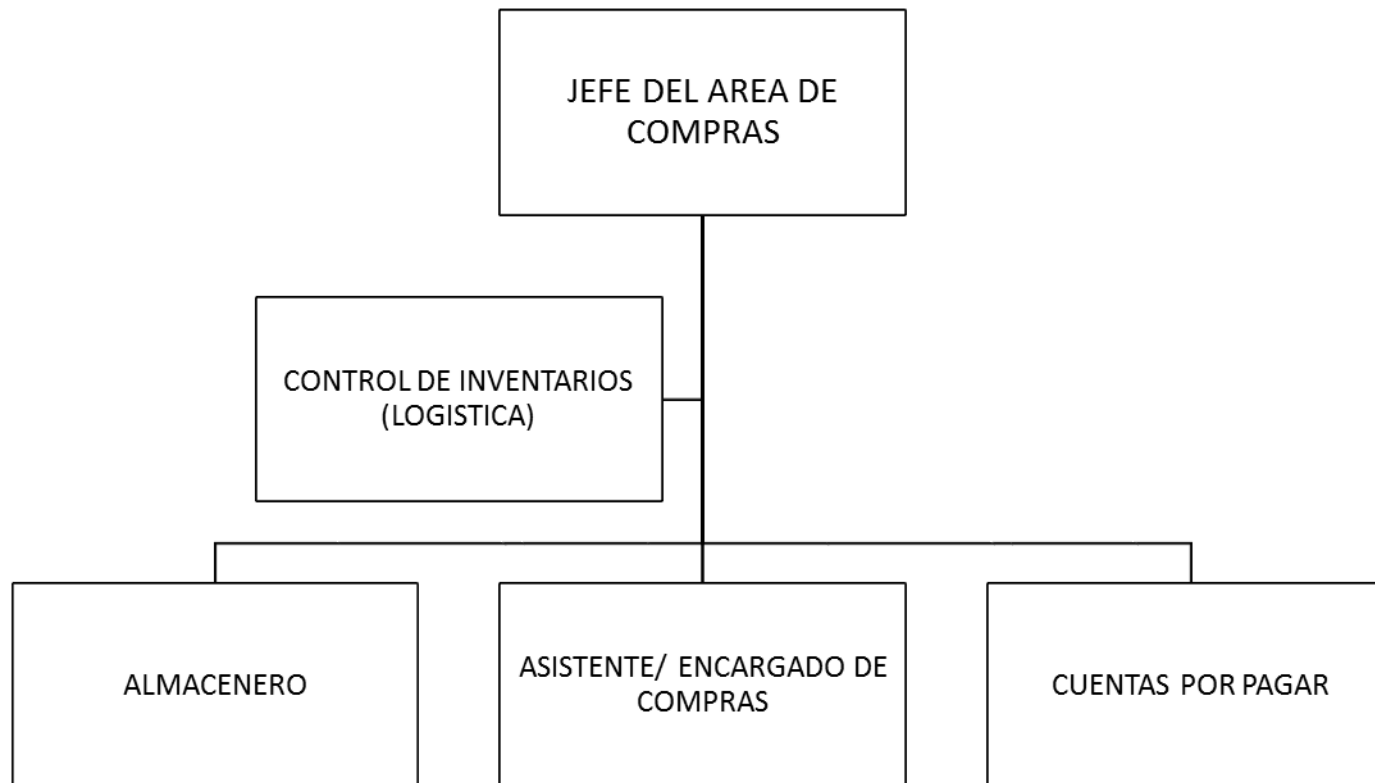 JEFE DEL AREA DE
COMPRAS
CONTROL DE INVENTARIOS
(LOGISTICA)
ALMACENERO
ASISTENTE/ ENCARGADO DE
COMPRAS
CUENTAS POR PAGAR